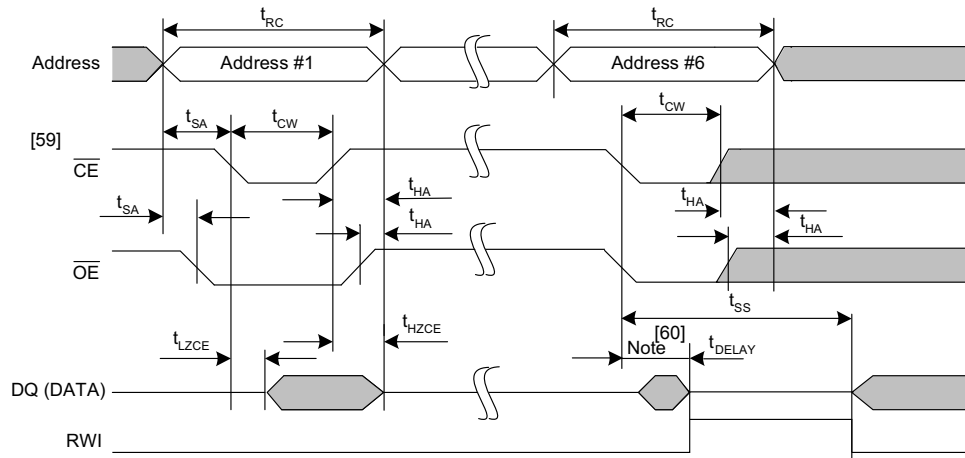 tRC tRC
Address Address #1 Address #6
tSA tCW tCW
[59]
CE
tHA tHA
tSA tHA tHA
OE
tSS
tHZCE [60]
tLZCE Note tDELAY
DQ (DATA)
RWI